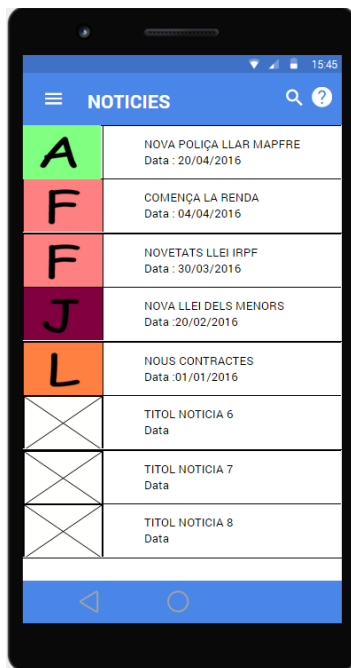 15:45
NOTICIES
?
A
NOVA POLIÇA LLAR MAPFRE
Data : 20/04/2016
F
COMENÇA LA RENDA
Data : 04/04/2016
F
NOVETATS LLEI IRPF
Data : 30/03/2016
J
NOVA LLEI DELS MENORS
Data :20/02/2016
L
NOUS CONTRACTES
Data :01/01/2016
TITOL NOTICIA 6
Data
TITOL NOTICIA 7
Data
TITOL NOTICIA 8
Data